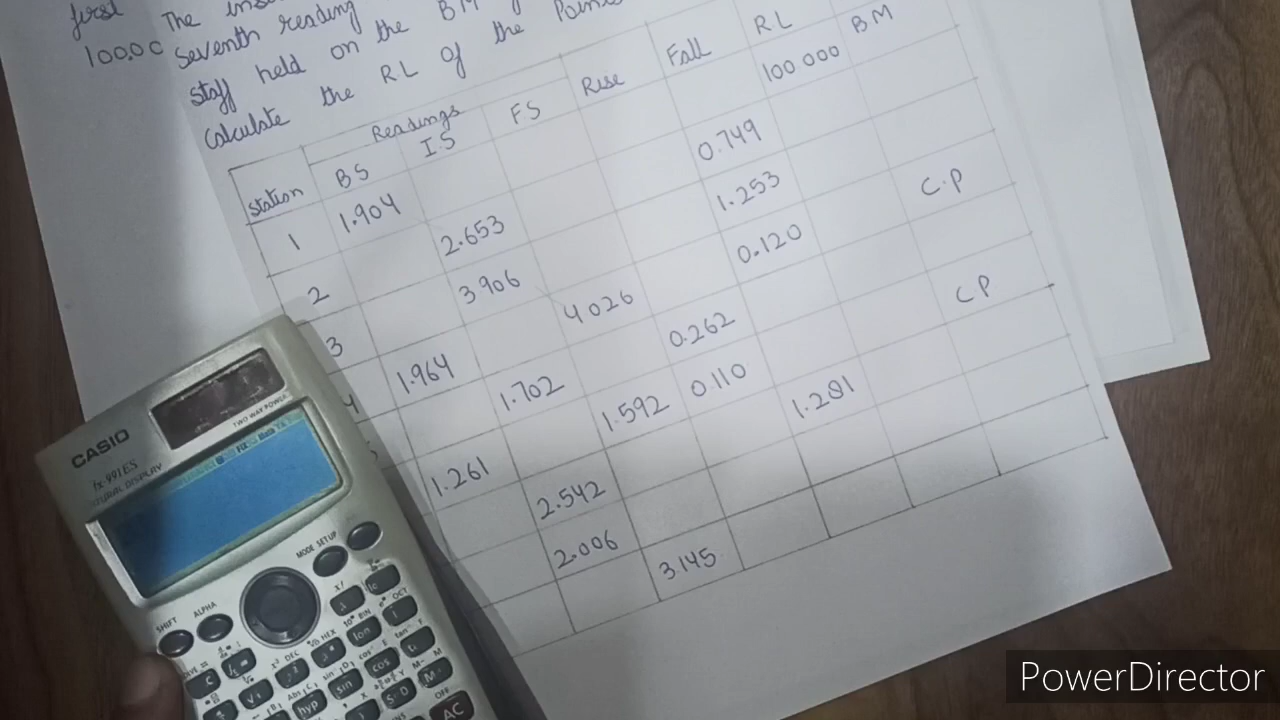 first The
100.00 seventh reading
staff held on the BM
Calculate the RL of the Points
Readings
Station BS I.S FS Rise Fall RL
1 1.904 100 000 BM
2 2.653 0.749
3 3 906 1.253
4 1.964 4 026 0.120 C.P
1.702 0.262
1.261 1.592 0.110 CP
2.542 1.281
2.006
3.145
CASIO
fx-991ES
NATURAL DISPLAY
TWO WAY POWER
SHIFT ALPHA MODE SETUP
hyp sin cos
AC
OFF
PowerDirector